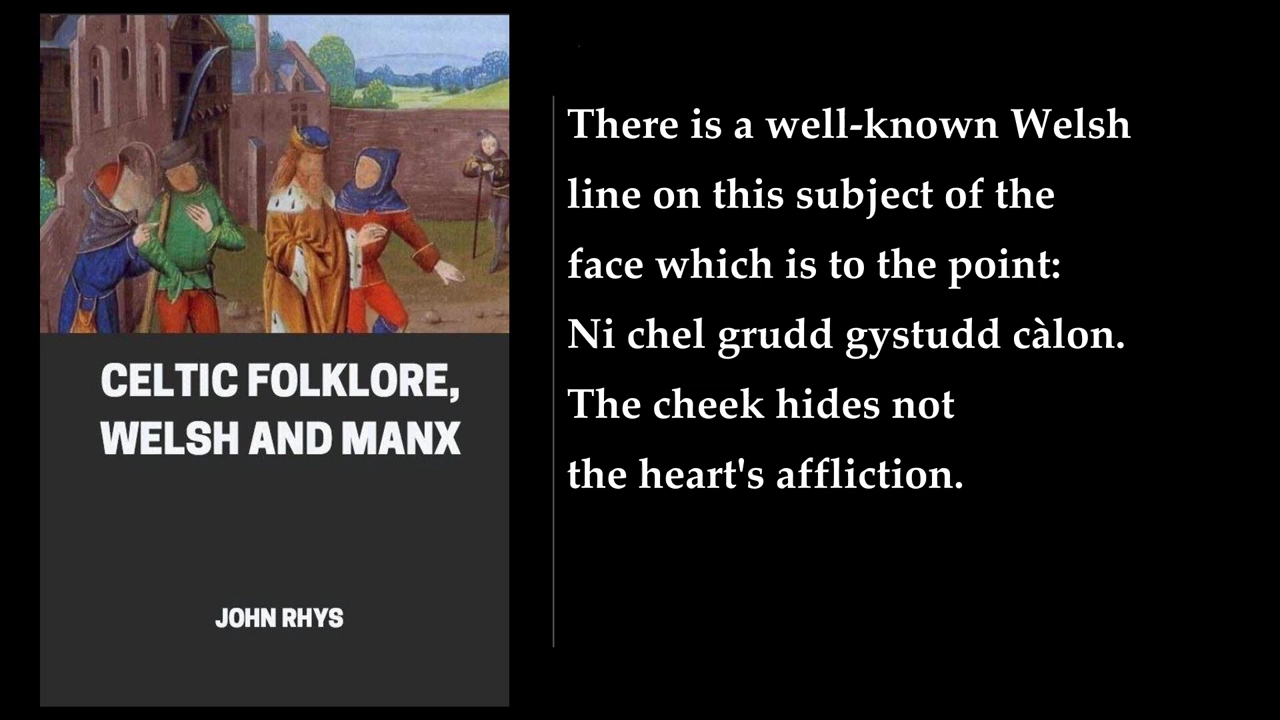 CELTIC FOLKLORE,
WELSH AND MANX
JOHN RHYS
There is a well-known Welsh
line on this subject of the
face which is to the point:
Ni chel grudd gystudd càlon.
The cheek hides not
the heart's affliction.